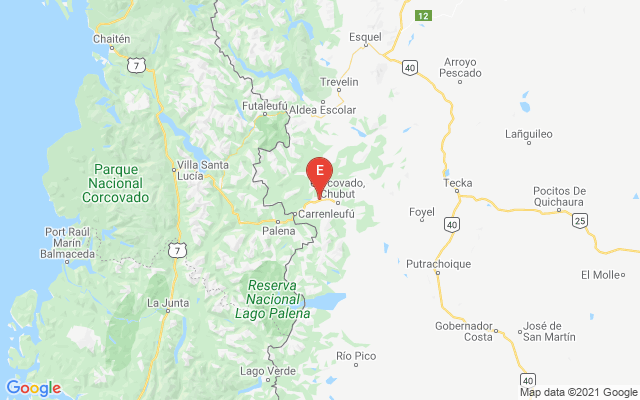 12
Chaitén
7
Esquel
40
Arroyo
Pescado
Trevelin
Futaleufú
Aldea Escolar
Lañguileo
Parque
Nacional
Corcovado
Villa Santa
Lucía
E
Corcovado,
Chubut
Tecka
Pocitos De
Quichaura
25
Carrenleufú
Foyel
40
Palena
Port Raúl
Marín
Balmaceda
7
Putrachoique
El Molle
Reserva
Nacional
Lago Palena
La Junta
Gobernador
Costa
José de
San Martín
Río Pico
Lago Verde
40
Google
Map data ©2021 Google